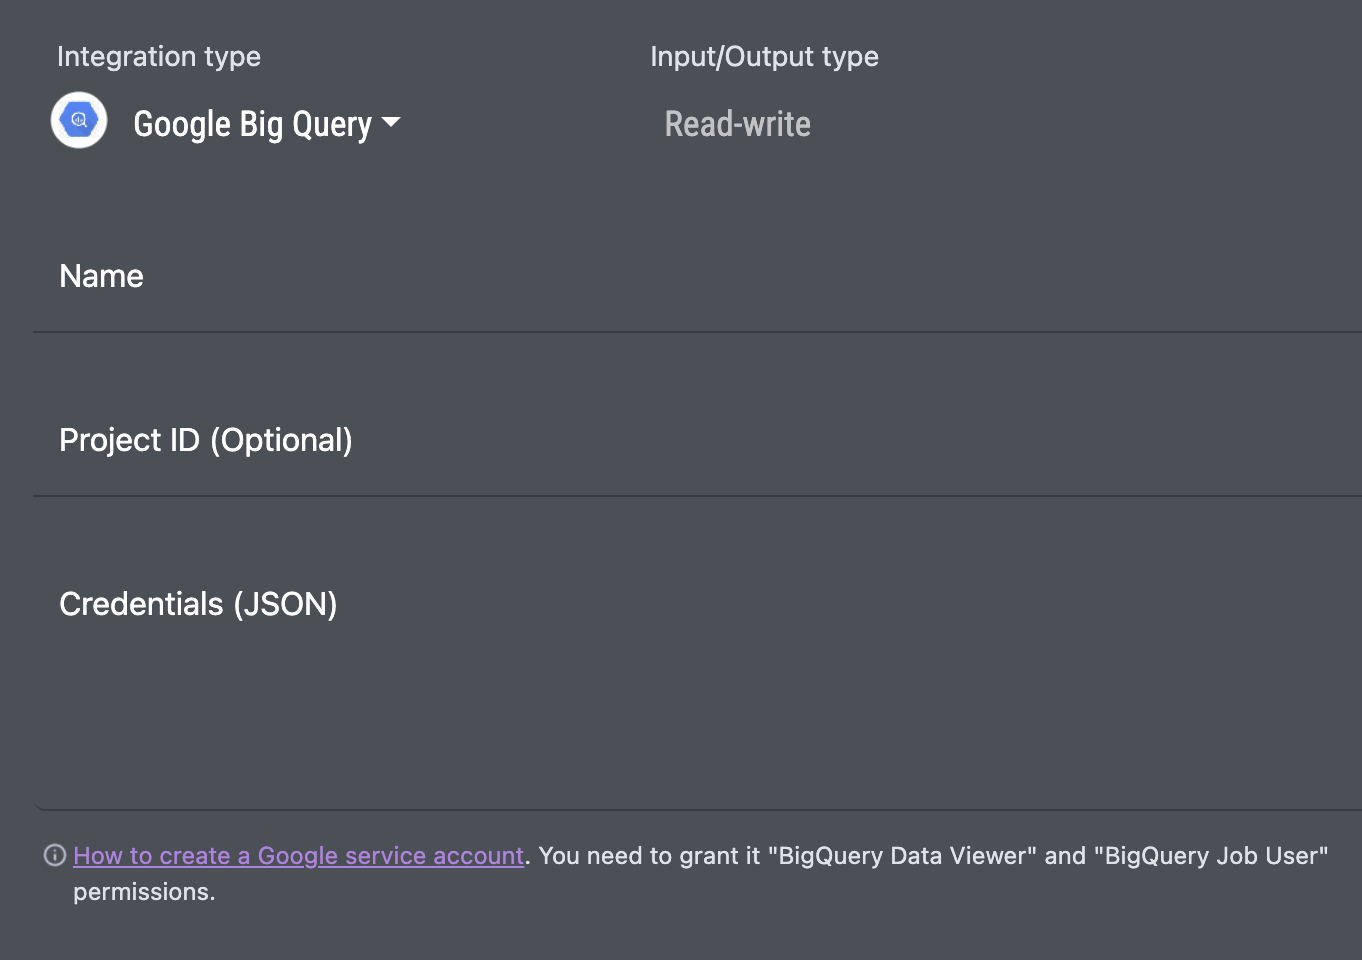 Integration type
Input/Output type
Google Big Query
Read-write
Name
Project ID (Optional)
Credentials (JSON)
How to create a Google service account. You need to grant it "BigQuery Data Viewer" and "BigQuery Job User"
permissions.